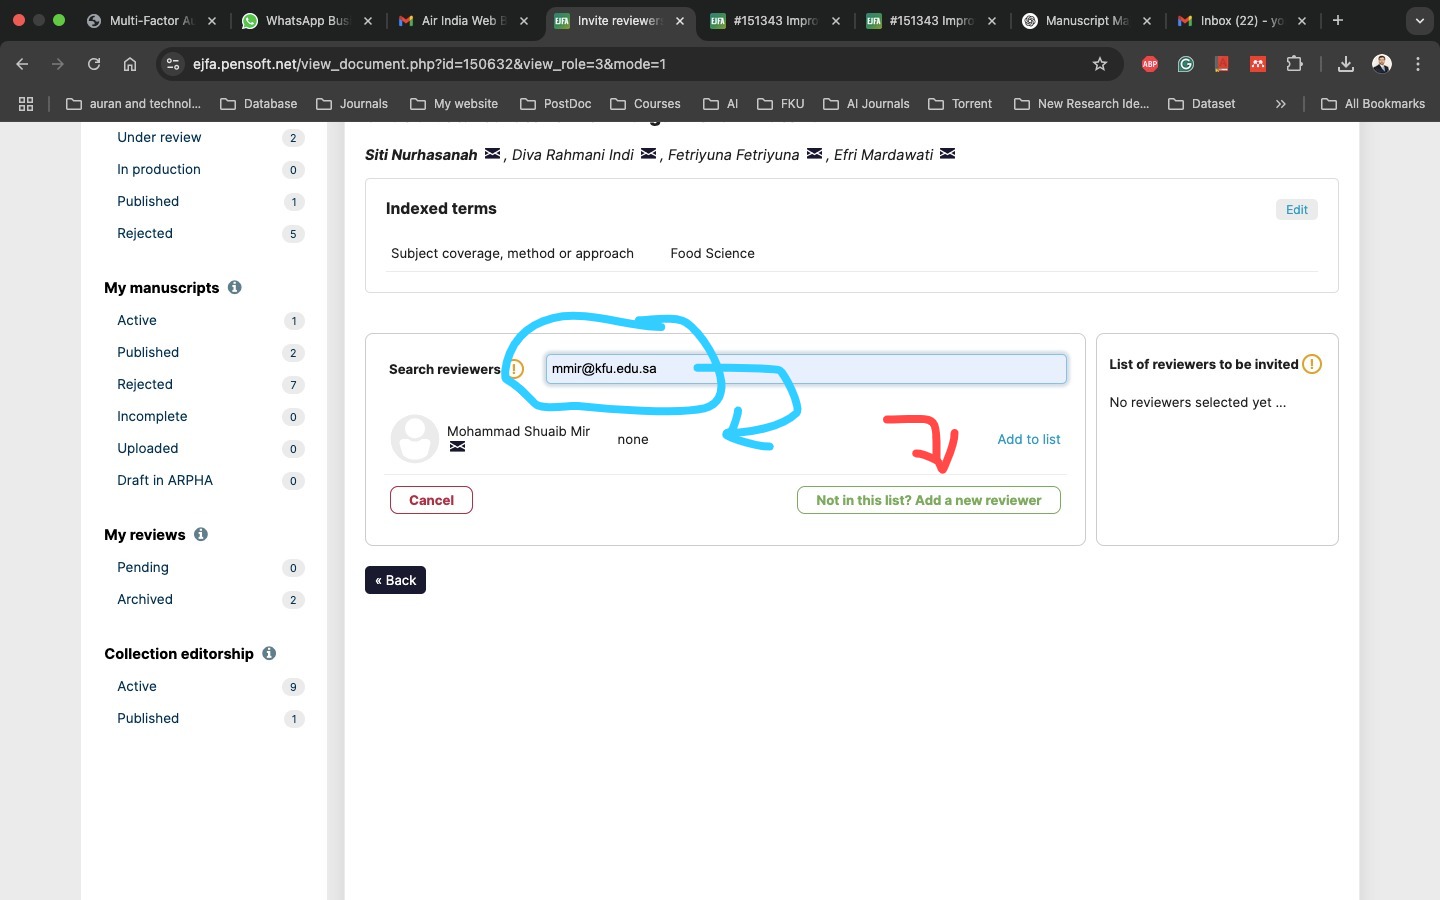 Multi-Factor Au
WhatsApp Busi
Air India Web B
Invite reviewers
#151343 Impro
#151343 Impro
Manuscript Ma
Inbox (22) - yo
ejfa.pensoft.net/view_document.php?id=150632&view_role=3&mode=1
auran and technol...
Database
Journals
My website
PostDoc
Courses
AI
FKU
AI Journals
Torrent
New Research Ide...
Dataset
»
All Bookmarks
Under review 2
In production 0
Published 1
Rejected 5
My manuscripts
Active 1
Published 2
Rejected 7
Incomplete 0
Uploaded 0
Draft in ARPHA 0
My reviews
Pending 0
Archived 2
Collection editorship
Active 9
Published 1
Siti Nurhasanah , Diva Rahmani Indi , Fetriyuna Fetriyuna , Efri Mardawati
Indexed terms
Edit
Subject coverage, method or approach Food Science
Search reviewers ! mmir@kfu.edu.sa
Mohammad Shuaib Mir
none
Add to list
Cancel
Not in this list? Add a new reviewer
« Back
List of reviewers to be invited !
No reviewers selected yet ...